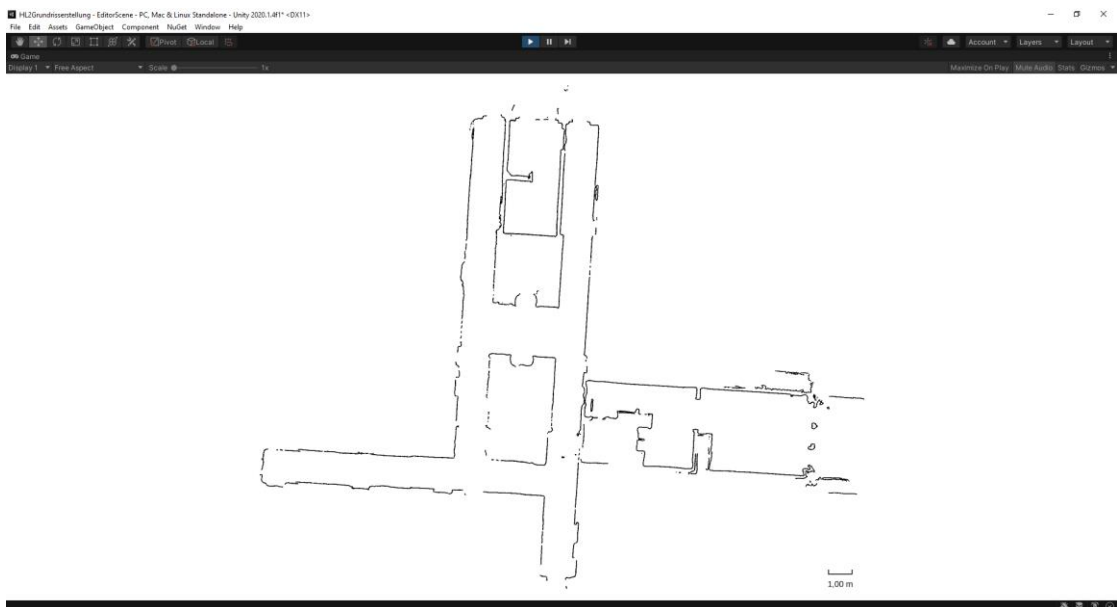 HL2Grundrissenstellung - EditorScene - PC, Mac & Linux Standalone - Unity 2020.1.4f1* <DX11>
File Edit Assets GameObject Component NuGet Window Help
Pivot Local Account Layers Layout
Game
Display 1 Free Aspect Scale 1x Maximize On Play Mute Audio Stats Gizmos
1,00 m